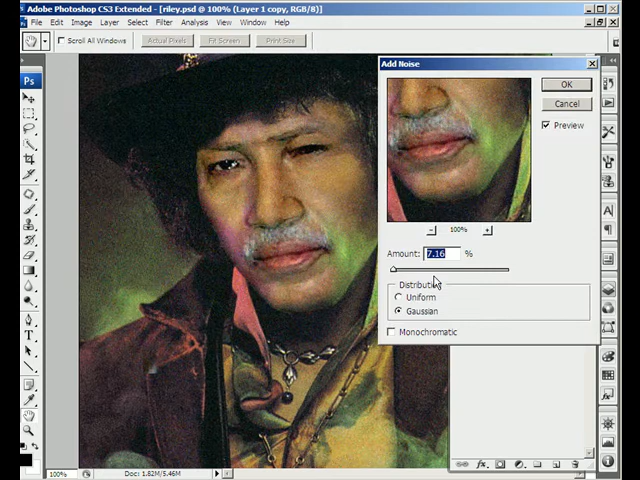 Adobe Photoshop CS3 Extended - [riley.psd @ 100% (Layer 1 copy, RGB/8)]
File Edit Image Layer Select Filter Analysis View Window Help
Scroll All Windows Actual Pixels Fit Screen Print Size
Ps
Add Noise
OK
Cancel
Preview
100%
Amount: 7.16 %
Distribution
Uniform
Gaussian
Monochromatic
100% Doc: 1.82M/5.46M